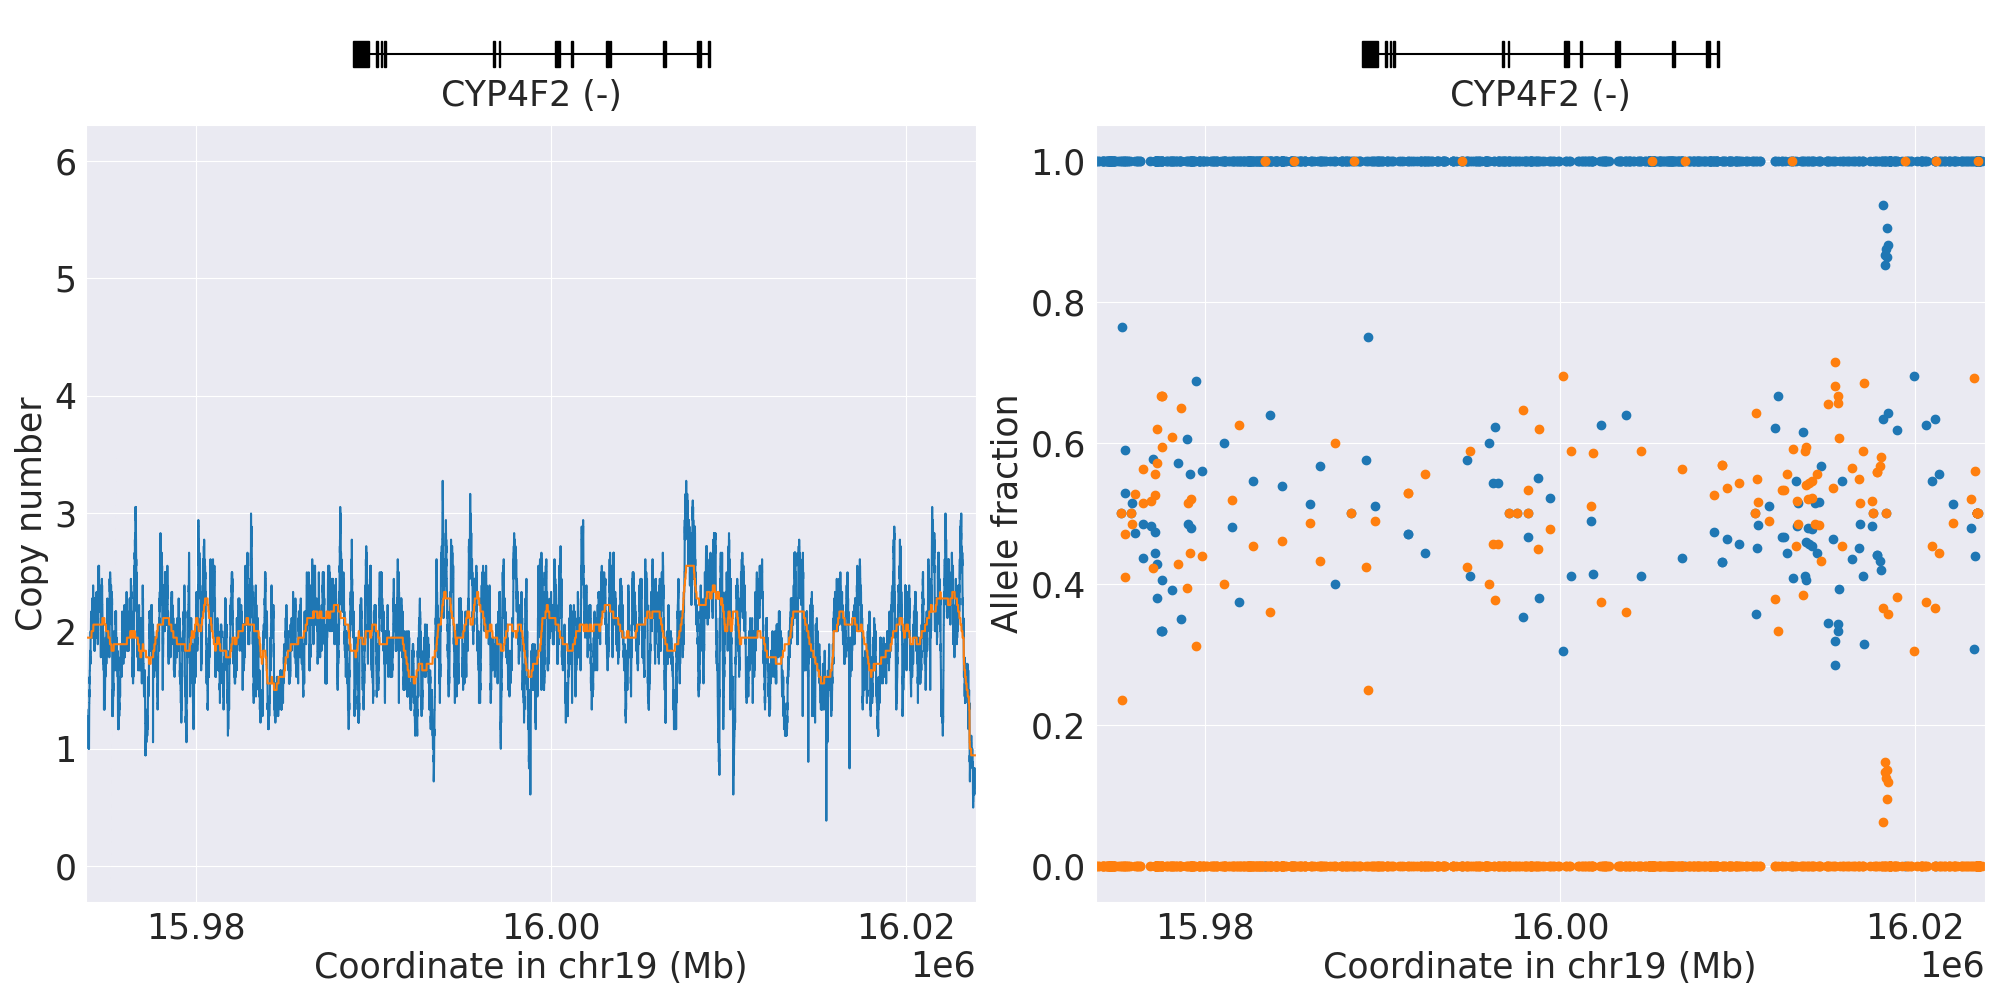 CYP4F2 (-)
6
5
4
3
2
1
0
Copy number
15.98
16.00
16.02
Coordinate in chr19 (Mb)
1e6
CYP4F2 (-)
1.0
0.8
0.6
0.4
0.2
0.0
Allele fraction
15.98
16.00
16.02
Coordinate in chr19 (Mb)
1e6